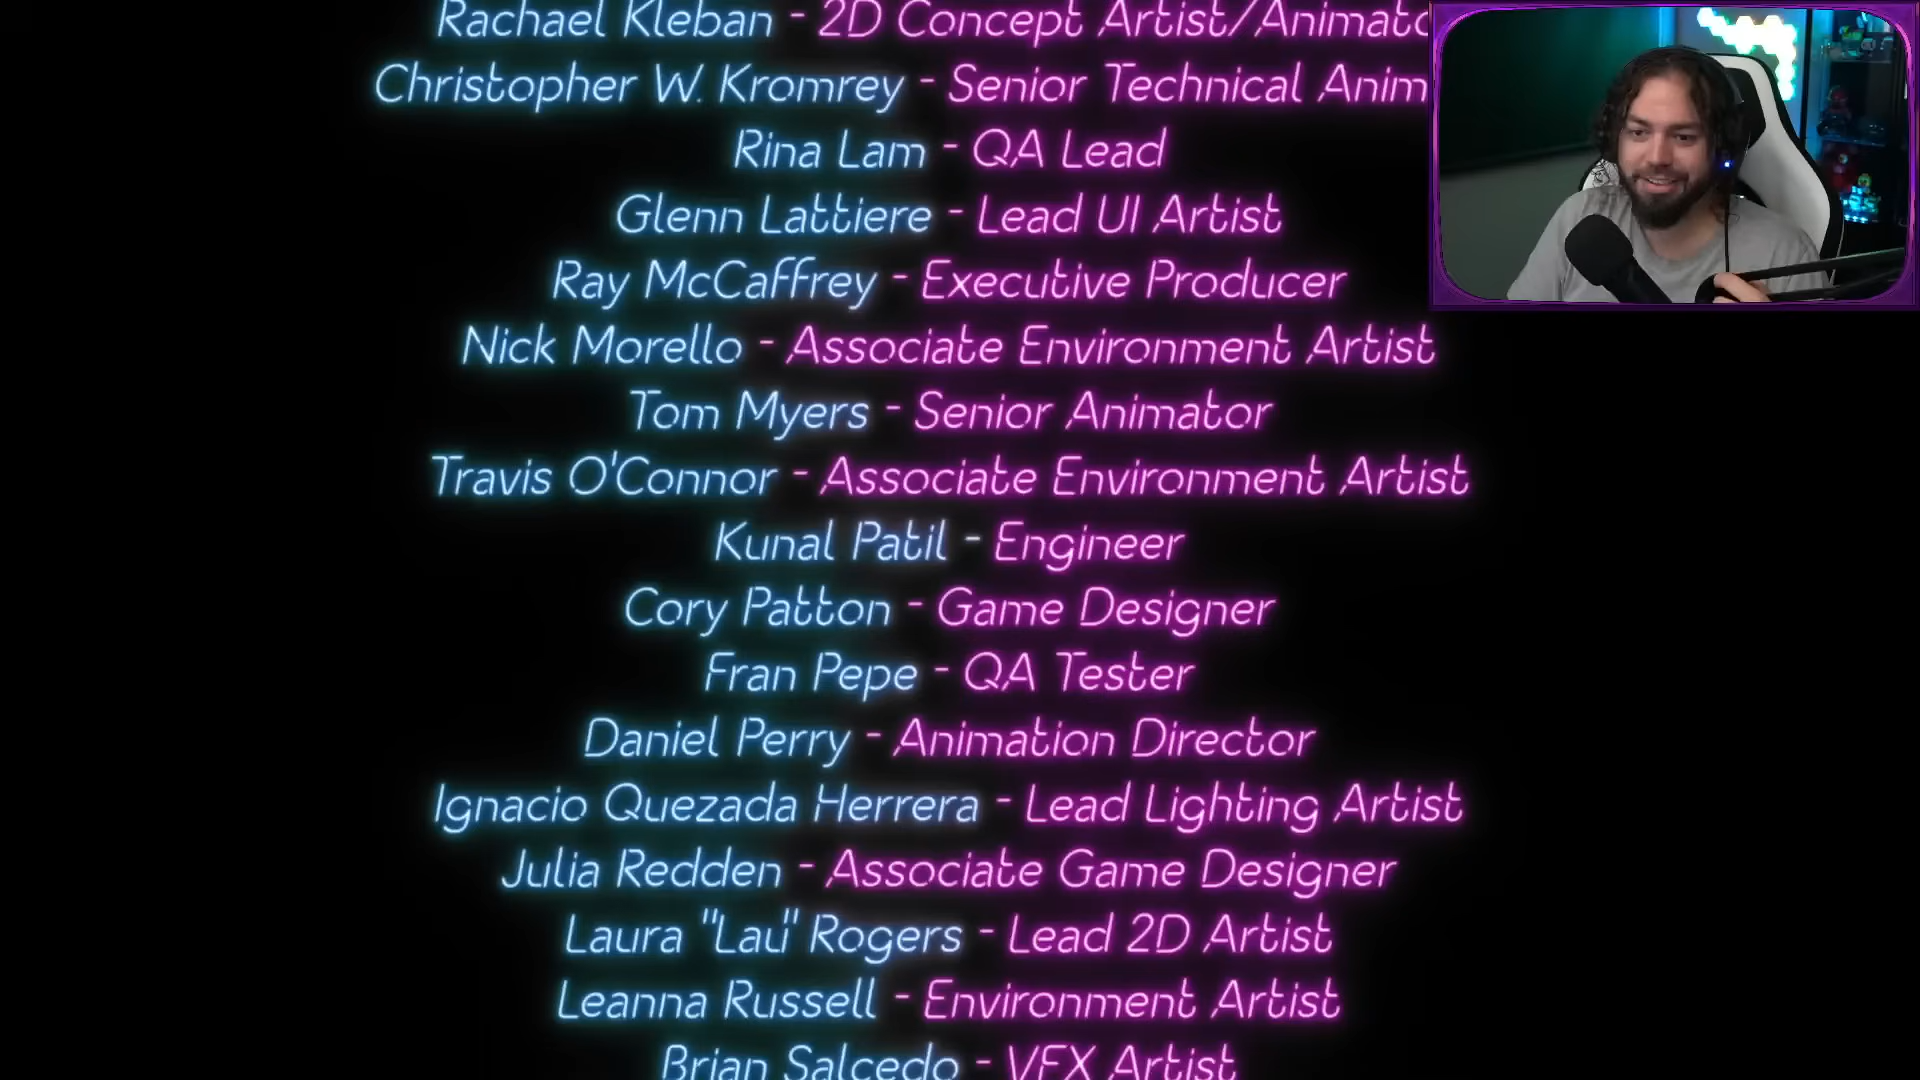 Rachael Kleban - 2D Concept Artist/Animato
Christopher W. Kromrey - Senior Technical Anim
Rina Lam - QA Lead
Glenn Lattiere - Lead UI Artist
Ray McCaffrey - Executive Producer
Nick Morello - Associate Environment Artist
Tom Myers - Senior Animator
Travis O'Connor - Associate Environment Artist
Kunal Patil - Engineer
Cory Patton - Game Designer
Fran Pepe - QA Tester
Daniel Perry - Animation Director
Ignacio Quezada Herrera - Lead Lighting Artist
Julia Redden - Associate Game Designer
Laura "Lau" Rogers - Lead 2D Artist
Leanna Russell - Environment Artist
Brian Salcedo - VFX Artist